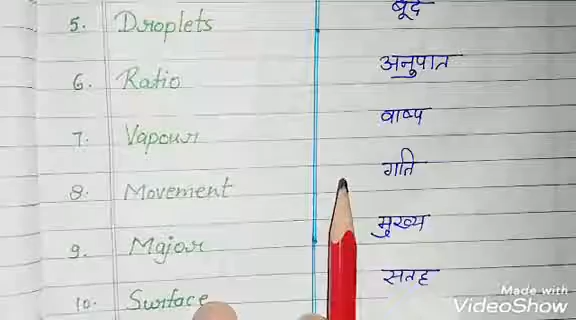 5. Droplets बूंदे
6. Ratio अनुपात
7. Vapour वाष्प
8. Movement गति
9. Major मुख्य
10. Surface सतह
Made with
VideoShow